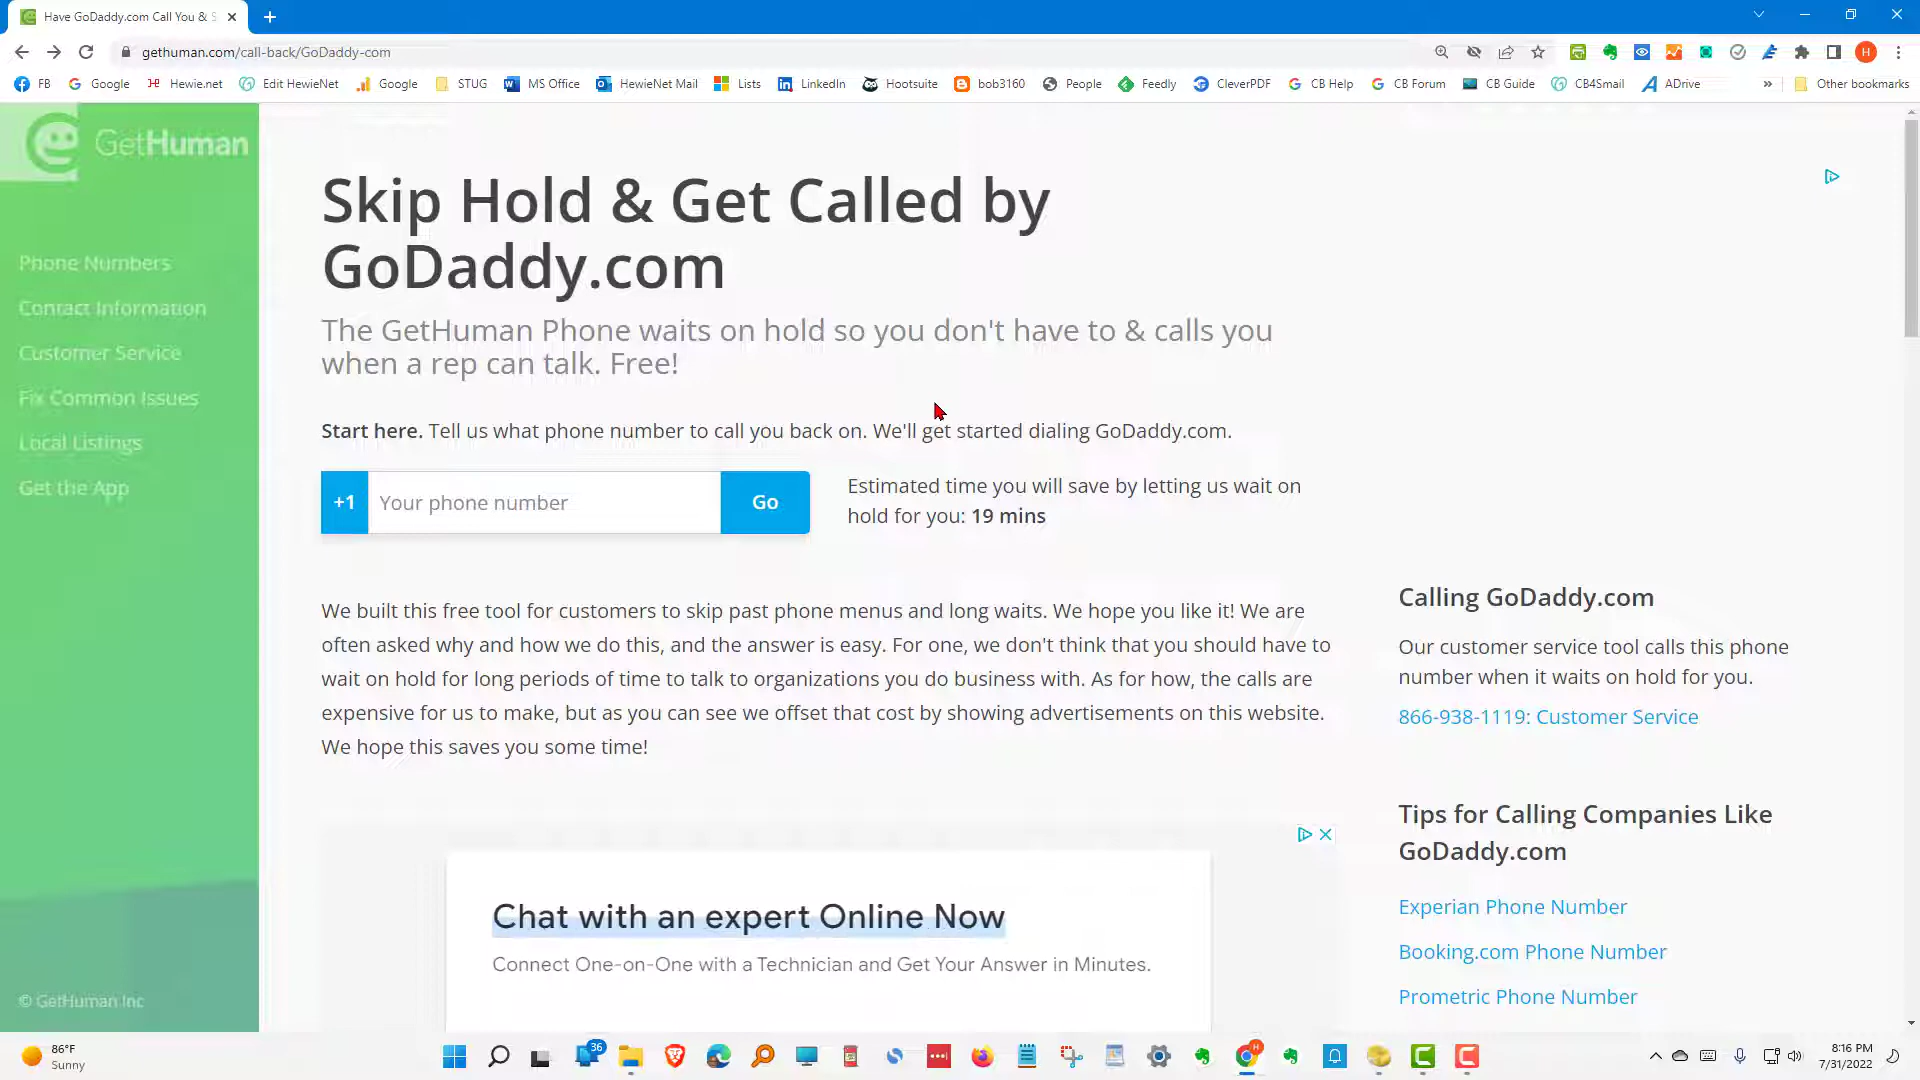 Have GoDaddy.com Call You & S
gethuman.com/call-back/GoDaddy-com
H
FB
Google
Hewie.net
Edit HewieNet
Google
STUG
MS Office
HewieNet Mail
Lists
LinkedIn
Hootsuite
bob3160
People
Feedly
CleverPDF
CB Help
CB Forum
CB Guide
CB4Smail
ADrive
Other bookmarks
GetHuman
Phone Numbers
Contact Information
Customer Service
Fix Common Issues
Local Listings
Get the App
© GetHuman Inc
Skip Hold & Get Called by
GoDaddy.com
The GetHuman Phone waits on hold so you don't have to & calls you
when a rep can talk. Free!
Start here. Tell us what phone number to call you back on. We'll get started dialing GoDaddy.com.
+1
Your phone number
Go
Estimated time you will save by letting us wait on
hold for you: 19 mins
We built this free tool for customers to skip past phone menus and long waits. We hope you like it! We are
often asked why and how we do this, and the answer is easy. For one, we don't think that you should have to
wait on hold for long periods of time to talk to organizations you do business with. As for how, the calls are
expensive for us to make, but as you can see we offset that cost by showing advertisements on this website.
We hope this saves you some time!
Chat with an expert Online Now
Connect One-on-One with a Technician and Get Your Answer in Minutes.
Calling GoDaddy.com
Our customer service tool calls this phone
number when it waits on hold for you.
866-938-1119: Customer Service
Tips for Calling Companies Like
GoDaddy.com
Experian Phone Number
Booking.com Phone Number
Prometric Phone Number
86°F
Sunny
36
8:16 PM
7/31/2022